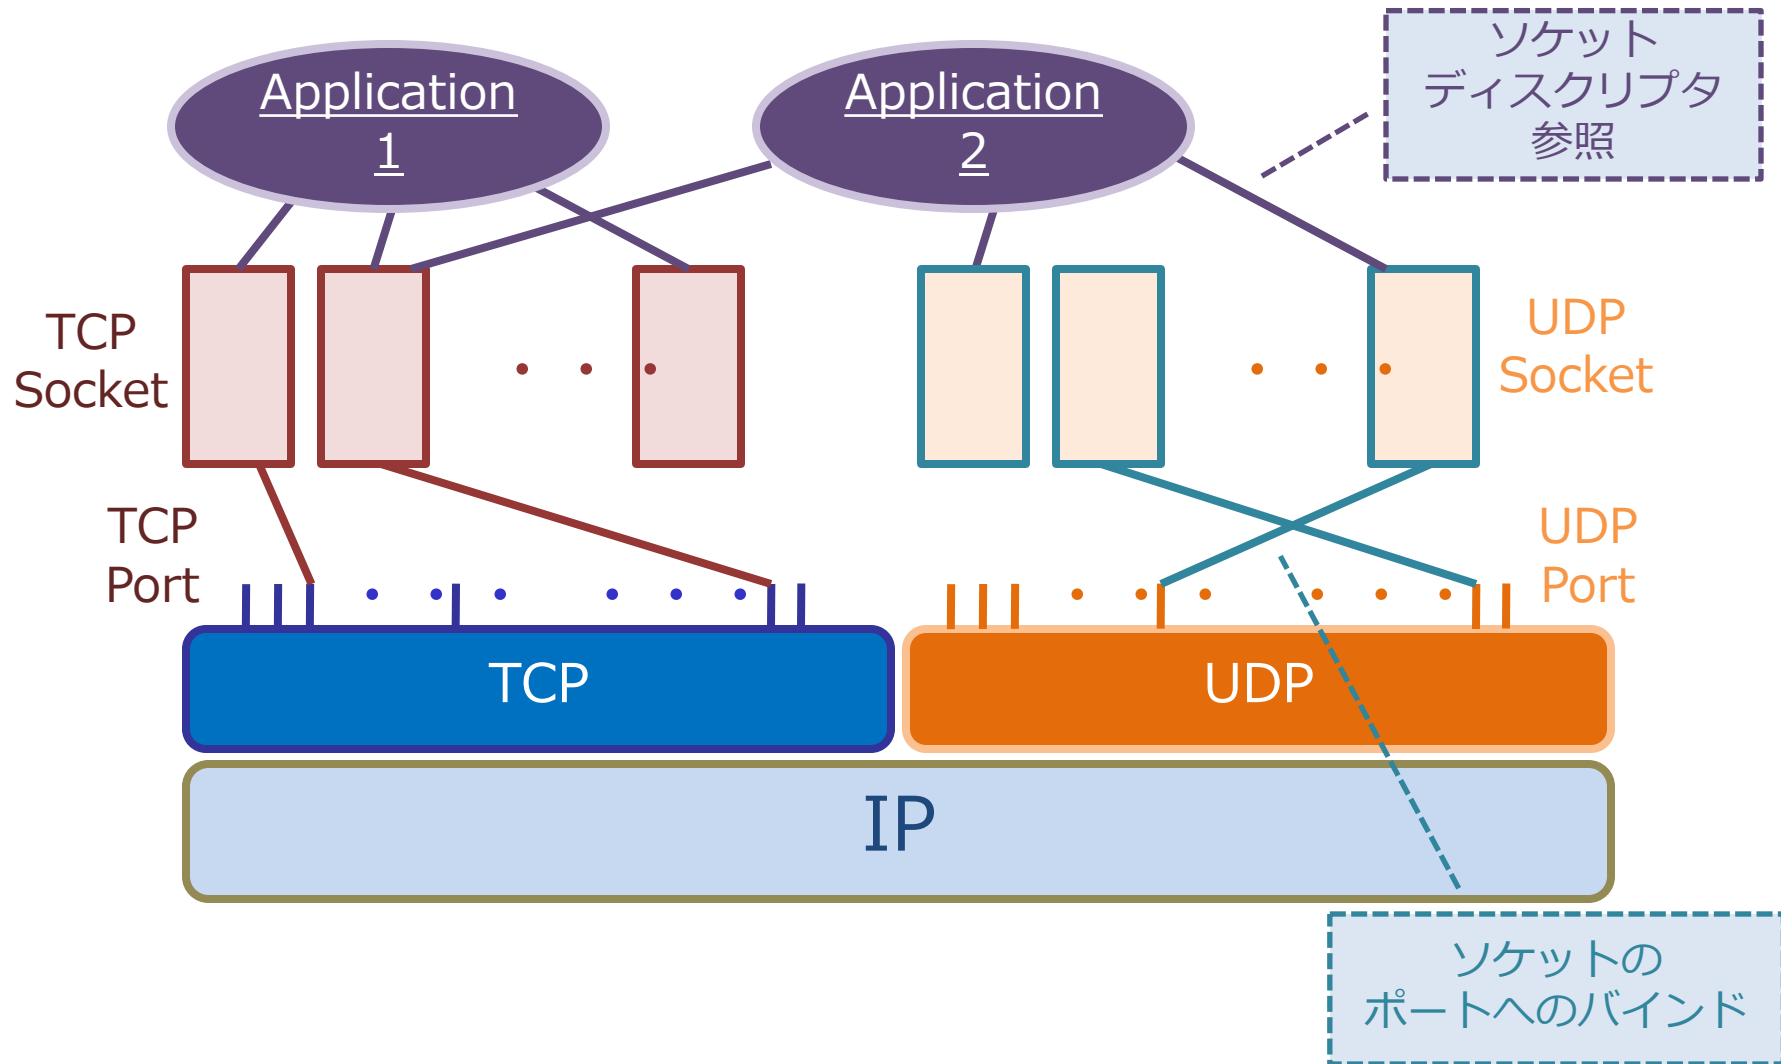 Application
1
Application
2
ソケット
ディスクリプタ
参照
TCP
Socket
UDP
Socket
TCP
Port
UDP
Port
TCP
UDP
IP
ソケットの
ポートへのバインド